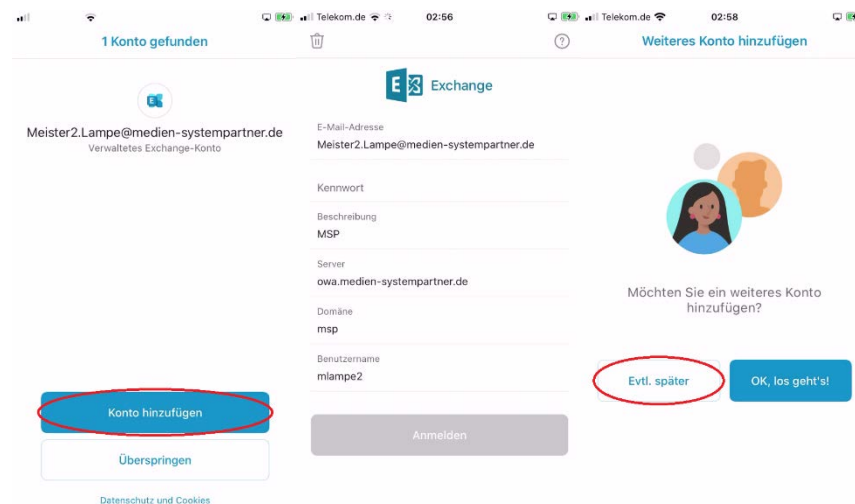 1 Konto gefunden
Meister2.Lampe@medien-systempartner.de
Verwaltetes Exchange-Konto
Konto hinzufügen
Überspringen
Datenschutz und Cookies
Telekom.de 02:56
E Exchange
E-Mail-Adresse
Meister2.Lampe@medien-systempartner.de
Kennwort
Beschreibung
MSP
Server
owa.medien-systempartner.de
Domäne
msp
Benutzername
mlampe2
Anmelden
Telekom.de 02:58
Weiteres Konto hinzufügen
Möchten Sie ein weiteres Konto
hinzufügen?
Evtl. später
OK, los geht's!